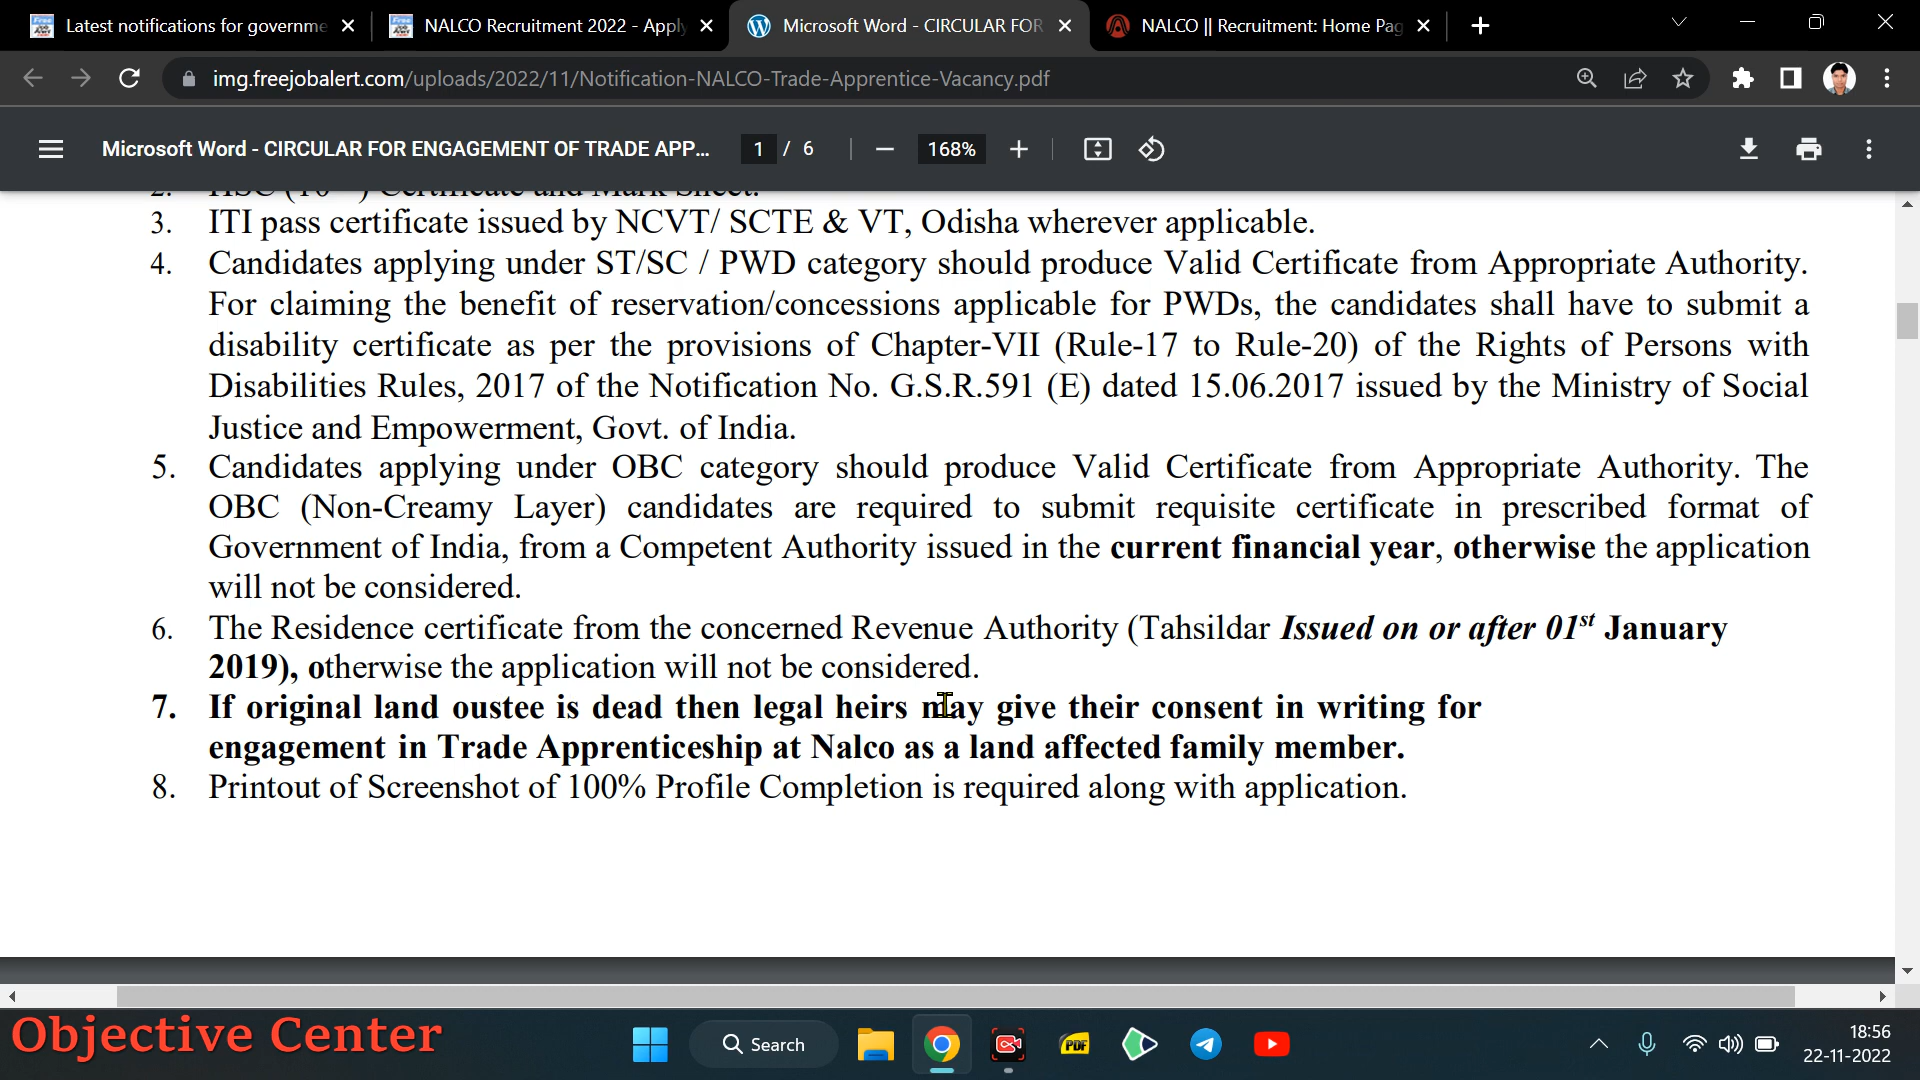 Latest notifications for governme
NALCO Recruitment 2022 - Apply
Microsoft Word - CIRCULAR FOR
NALCO || Recruitment: Home Pag
img.freejobalert.com/uploads/2022/11/Notification-NALCO-Trade-Apprentice-Vacancy.pdf
Microsoft Word - CIRCULAR FOR ENGAGEMENT OF TRADE APP...
1 / 6
168%
2. HSC (10th) Certificate and Mark Sheet.
3. ITI pass certificate issued by NCVT/ SCTE & VT, Odisha wherever applicable.
4. Candidates applying under ST/SC / PWD category should produce Valid Certificate from Appropriate Authority.
For claiming the benefit of reservation/concessions applicable for PWDs, the candidates shall have to submit a
disability certificate as per the provisions of Chapter-VII (Rule-17 to Rule-20) of the Rights of Persons with
Disabilities Rules, 2017 of the Notification No. G.S.R.591 (E) dated 15.06.2017 issued by the Ministry of Social
Justice and Empowerment, Govt. of India.
5. Candidates applying under OBC category should produce Valid Certificate from Appropriate Authority. The
OBC (Non-Creamy Layer) candidates are required to submit requisite certificate in prescribed format of
Government of India, from a Competent Authority issued in the current financial year, otherwise the application
will not be considered.
6. The Residence certificate from the concerned Revenue Authority (Tahsildar Issued on or after 01st January
2019), otherwise the application will not be considered.
7. If original land oustee is dead then legal heirs may give their consent in writing for
engagement in Trade Apprenticeship at Nalco as a land affected family member.
8. Printout of Screenshot of 100% Profile Completion is required along with application.
Objective Center
Search
PDF
18:56
22-11-2022